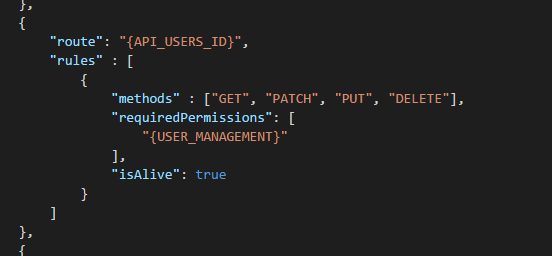 },
{
"route": "{API_USERS_ID}",
"rules" : [
{
"methods" : ["GET", "PATCH", "PUT", "DELETE"],
"requiredPermissions": [
"{USER_MANAGEMENT}"
],
"isAlive": true
}
]
},
{